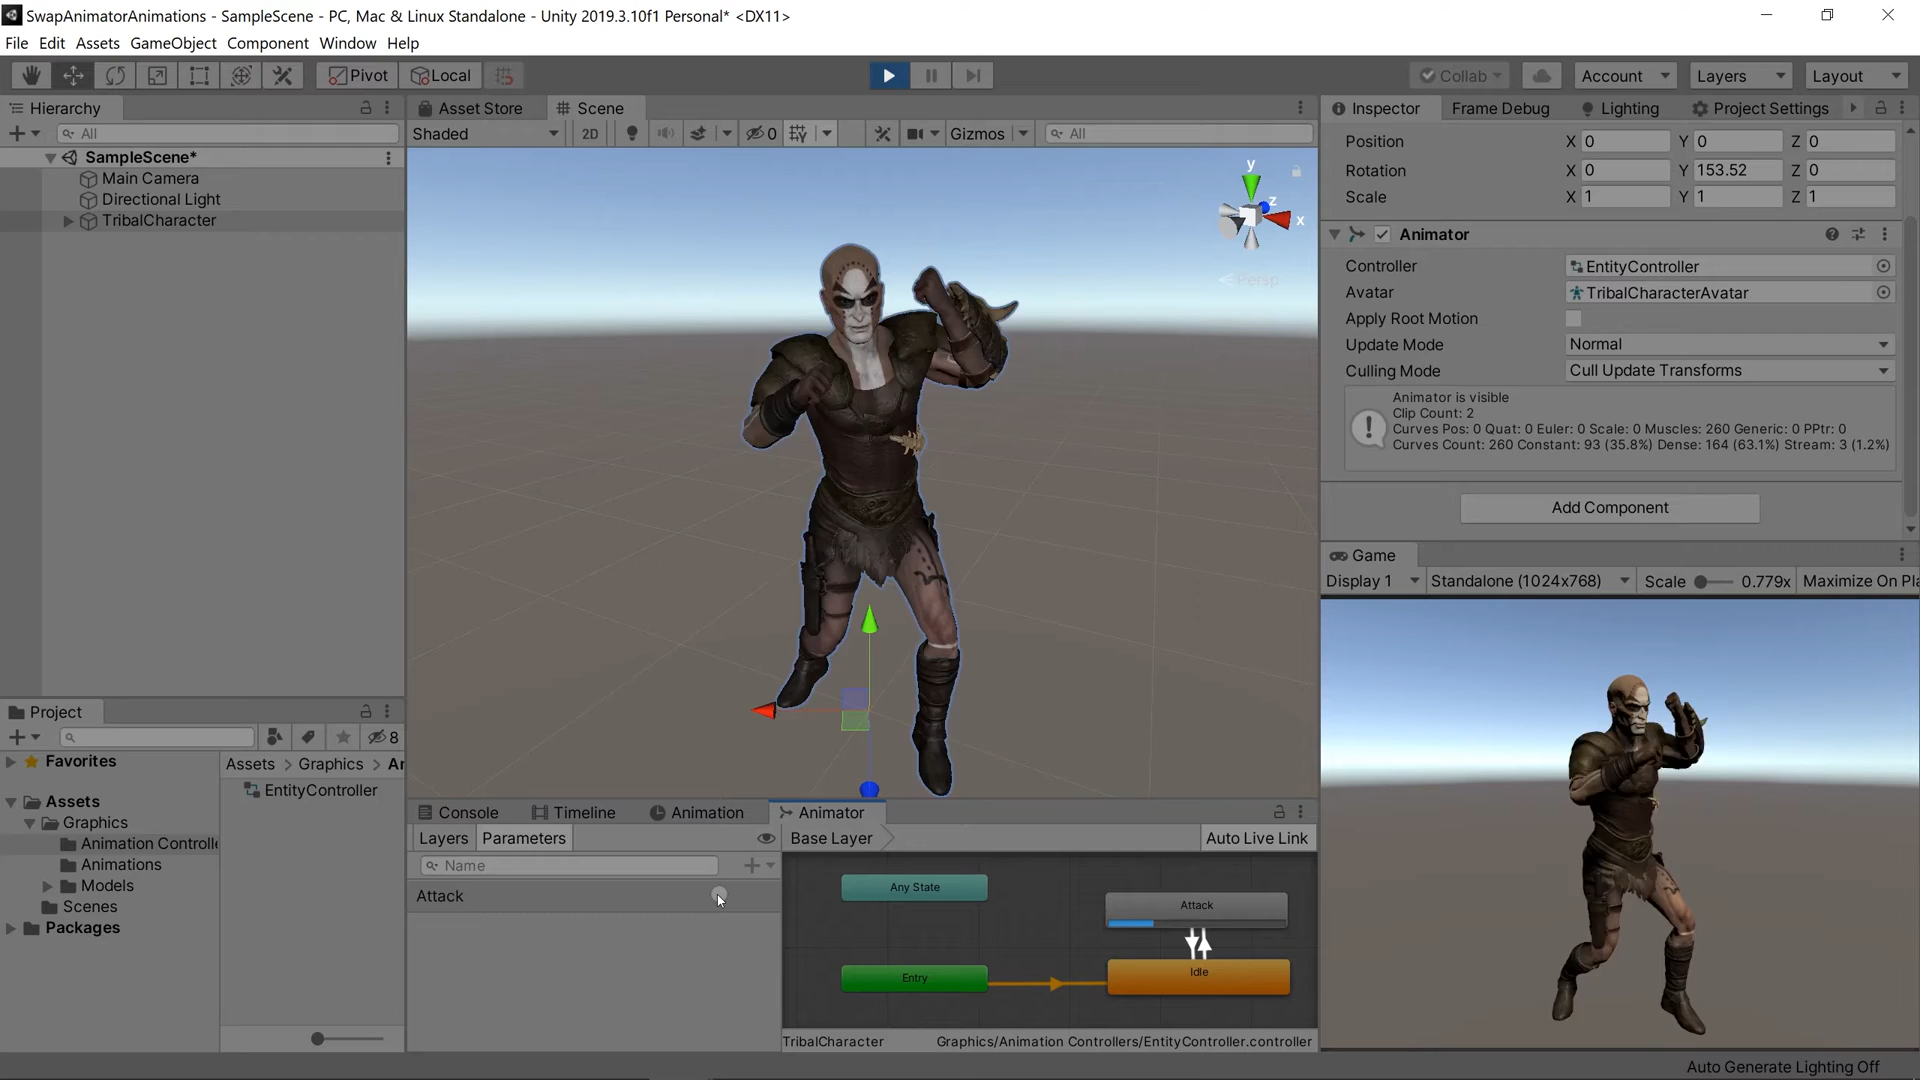 SwapAnimatorAnimations - SampleScene - PC, Mac & Linux Standalone - Unity 2019.3.10f1 Personal* <DX11>
File Edit Assets GameObject Component Window Help
Pivot Local Collab Account Layers Layout
Hierarchy
All
SampleScene*
Main Camera
Directional Light
TribalCharacter
Asset Store Scene
Shaded 2D 0 Gizmos All
y
z
x
Persp
Inspector Frame Debug Lighting Project Settings
Position X 0 Y 0 Z 0
Rotation X 0 Y 153.52 Z 0
Scale X 1 Y 1 Z 1
Animator
Controller EntityController
Avatar TribalCharacterAvatar
Apply Root Motion
Update Mode Normal
Culling Mode Cull Update Transforms
Animator is visible
Clip Count: 2
Curves Pos: 0 Quat: 0 Euler: 0 Scale: 0 Muscles: 260 Generic: 0 PPtr: 0
Curves Count: 260 Constant: 93 (35.8%) Dense: 164 (63.1%) Stream: 3 (1.2%)
Add Component
Game
Display 1 Standalone (1024x768) Scale 0.779x Maximize On Pla
Project
8
Favorites
Assets
Graphics
Animation Controlle
Animations
Models
Scenes
Packages
Assets > Graphics > An
EntityController
Console Timeline Animation Animator
Layers Parameters Base Layer Auto Live Link
Name
Attack
Any State
Attack
Entry
Idle
TribalCharacter Graphics/Animation Controllers/EntityController.controller
Auto Generate Lighting Off